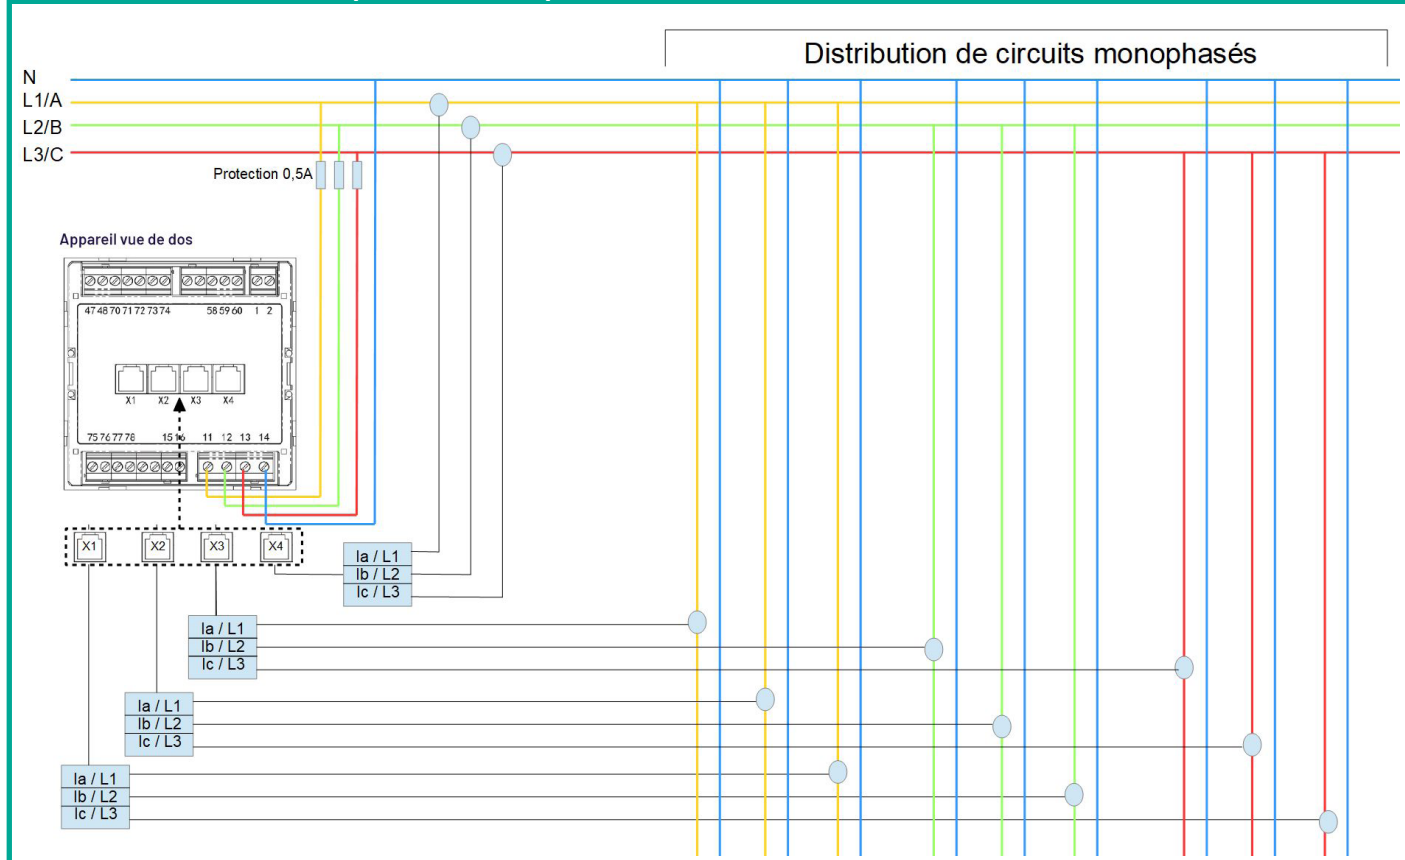 Distribution de circuits monophasés
N
L1/A
L2/B
L3/C
Protection 0,5A
Appareil vue de dos
47 48 70 71 72 73 74 58 59 60 1 2
X1 X2 X3 X4
75 76 77 78 15 16 11 12 13 14
X1 X2 X3 X4
Ia / L1
Ib / L2
Ic / L3
Ia / L1
Ib / L2
Ic / L3
Ia / L1
Ib / L2
Ic / L3
Ia / L1
Ib / L2
Ic / L3